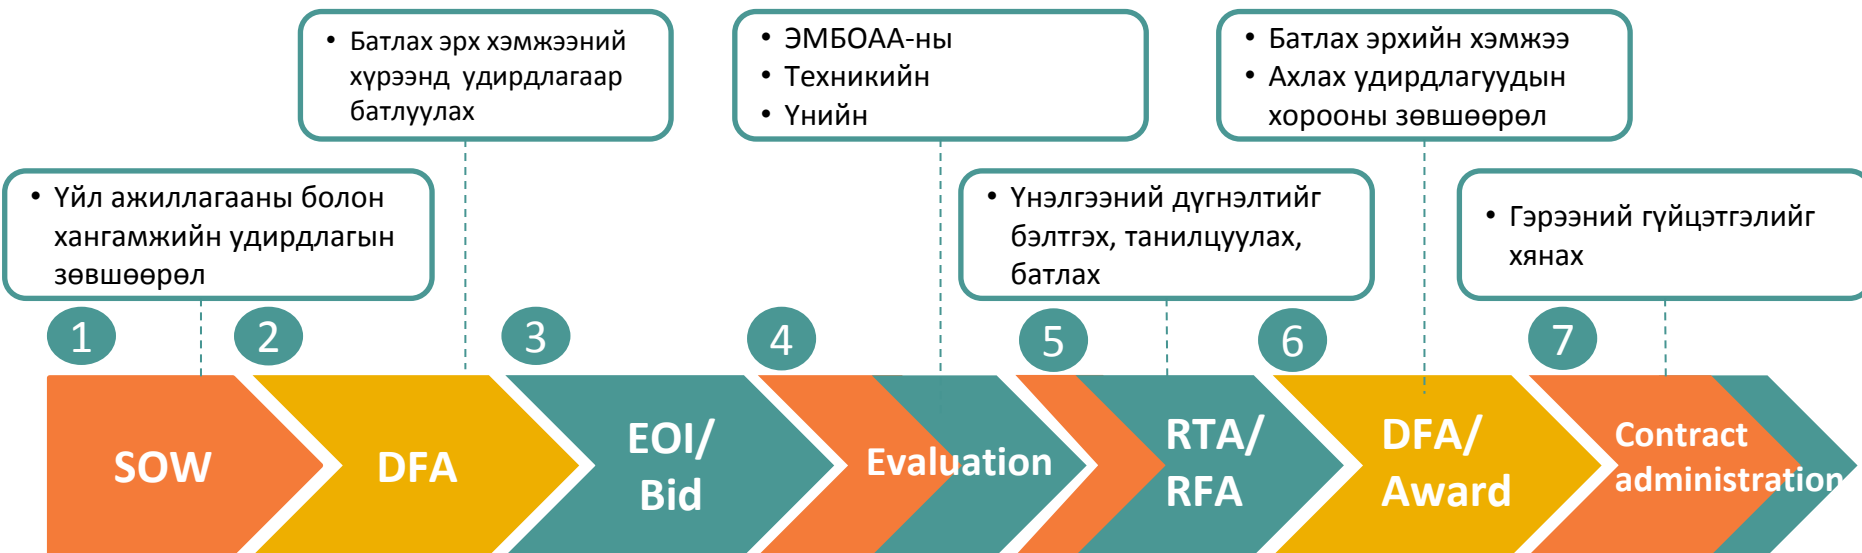 • Батлах эрх хэмжээний
хүрээнд удирдлагаар
батлуулах
• ЭМБОАА-ны
• Техникийн
• Үнийн
• Батлах эрхийн хэмжээ
• Ахлах удирдлагуудын
хорооны зөвшөөрөл
• Үйл ажиллагааны болон
хангамжийн удирдлагын
зөвшөөрөл
• Үнэлгээний дүгнэлтийг
бэлтгэх, танилцуулах,
батлах
• Гэрээний гүйцэтгэлийг
хянах
1
2
3
4
5
6
7
SOW
DFA
EOI/
Bid
Evaluation
RTA/
RFA
DFA/
Award
Contract
administration